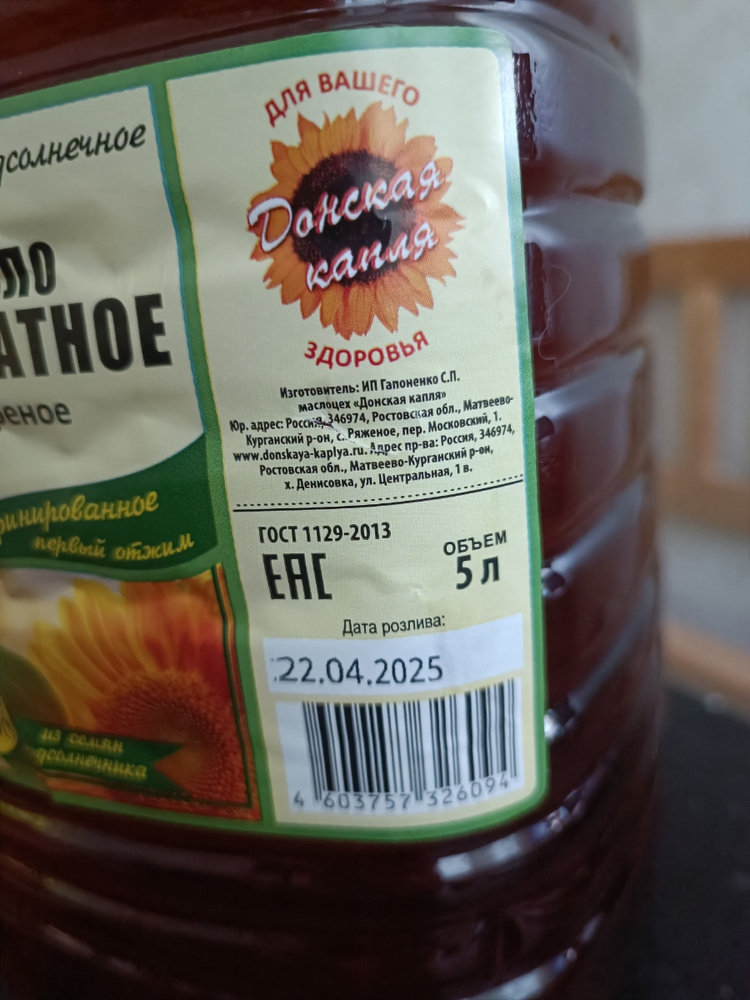 дсолнечное
ЛО
АТНОЕ
еное
инированное
первый отжим
из семян
дсолнечника
ДЛЯ ВАШЕГО
Донская
капля
ЗДОРОВЬЯ
Изготовитель: ИП Гапоненко С.П.
маслоцех «Донская капля»
Юр. адрес: Россия, 346974, Ростовская обл., Матвеево-
Курганский р-он, с. Ряженое, пер. Московский, 1.
www.donskaya-kaplya.ru. Адрес пр-ва: Россия, 346974,
Ростовская обл., Матвеево-Курганский р-он,
х. Денисовка, ул. Центральная, 1 в.
ГОСТ 1129-2013
ЕАС
ОБЪЕМ
5 л
Дата розлива:
22.04.2025
4 603757 326094